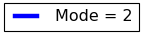 Mode = 2